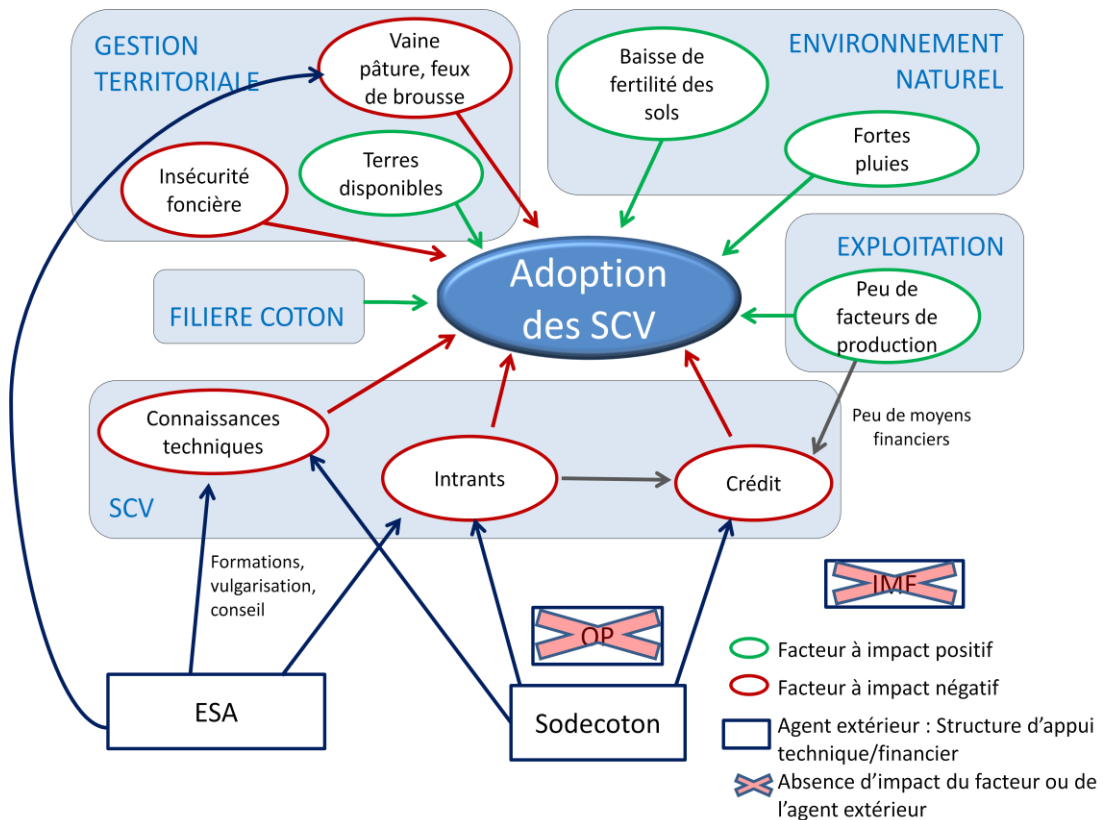 GESTION
TERRITORIALE
Vaine
pâture, feux
de brousse
Insécurité
foncière
Terres
disponibles
Baisse de
fertilité des
sols
ENVIRONNEMENT
NATUREL
Fortes
pluies
FILIERE COTON
Adoption
des SCV
EXPLOITATION
Peu de
facteurs de
production
Peu de moyens
financiers
Connaissances
techniques
Intrants
Crédit
SCV
Formations,
vulgarisation,
conseil
IMF
OP
ESA
Sodecoton
Facteur à impact positif
Facteur à impact négatif
Agent extérieur : Structure d'appui
technique/financier
Absence d'impact du facteur ou de
l'agent extérieur